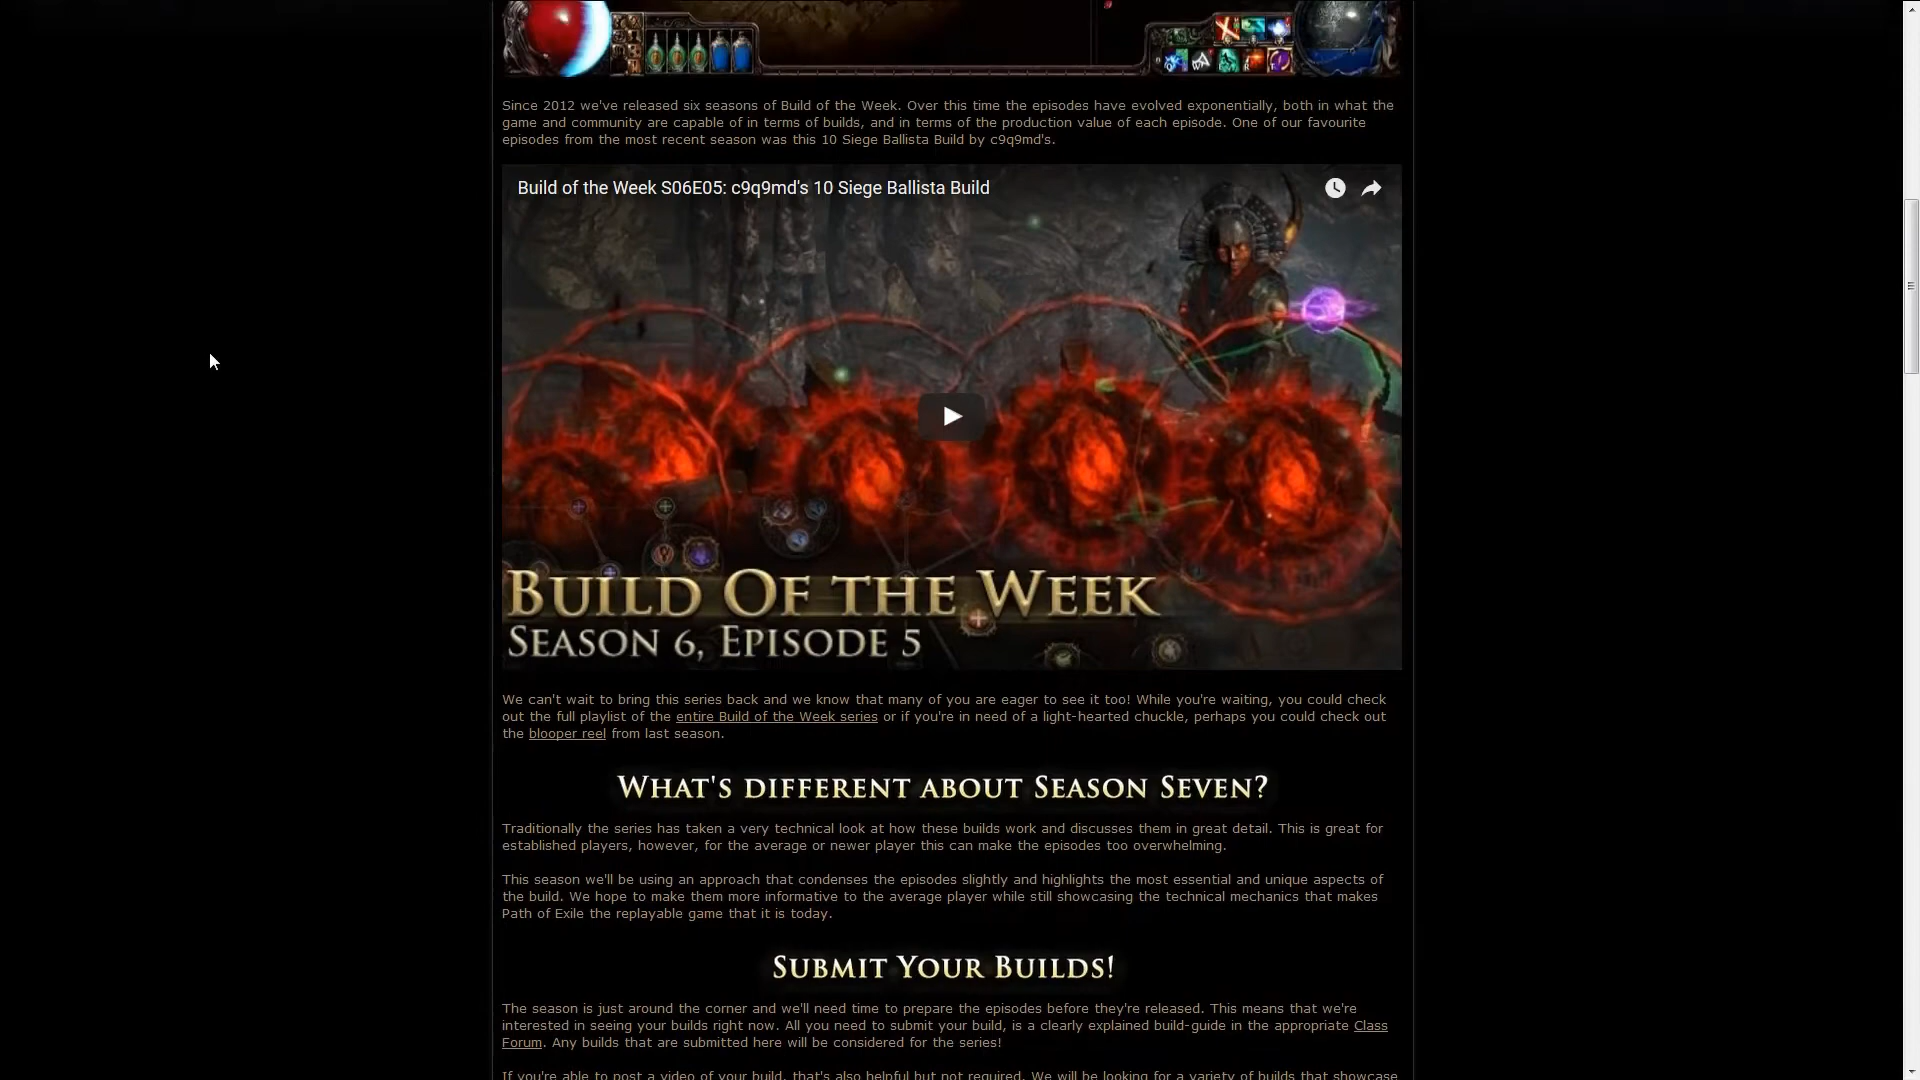 Since 2012 we've released six seasons of Build of the Week. Over this time the episodes have evolved exponentially, both in what the
game and community are capable of in terms of builds, and in terms of the production value of each episode. One of our favourite
episodes from the most recent season was this 10 Siege Ballista Build by c9q9md's.
Build of the Week S06E05: c9q9md's 10 Siege Ballista Build
Build Of the Week
Season 6, Episode 5
We can't wait to bring this series back and we know that many of you are eager to see it too! While you're waiting, you could check
out the full playlist of the entire Build of the Week series or if you're in need of a light-hearted chuckle, perhaps you could check out
the blooper reel from last season.
What's different about Season Seven?
Traditionally the series has taken a very technical look at how these builds work and discusses them in great detail. This is great for
established players, however, for the average or newer player this can make the episodes too overwhelming.
This season we'll be using an approach that condenses the episodes slightly and highlights the most essential and unique aspects of
the build. We hope to make them more informative to the average player while still showcasing the technical mechanics that makes
Path of Exile the replayable game that it is today.
Submit Your Builds!
The season is just around the corner and we'll need time to prepare the episodes before they're released. This means that we're
interested in seeing your builds right now. All you need to submit your build, is a clearly explained build-guide in the appropriate Class
Forum. Any builds that are submitted here will be considered for the series!
If you're able to post a video of your build, that's also helpful but not required. We will be looking for a variety of builds that showcase